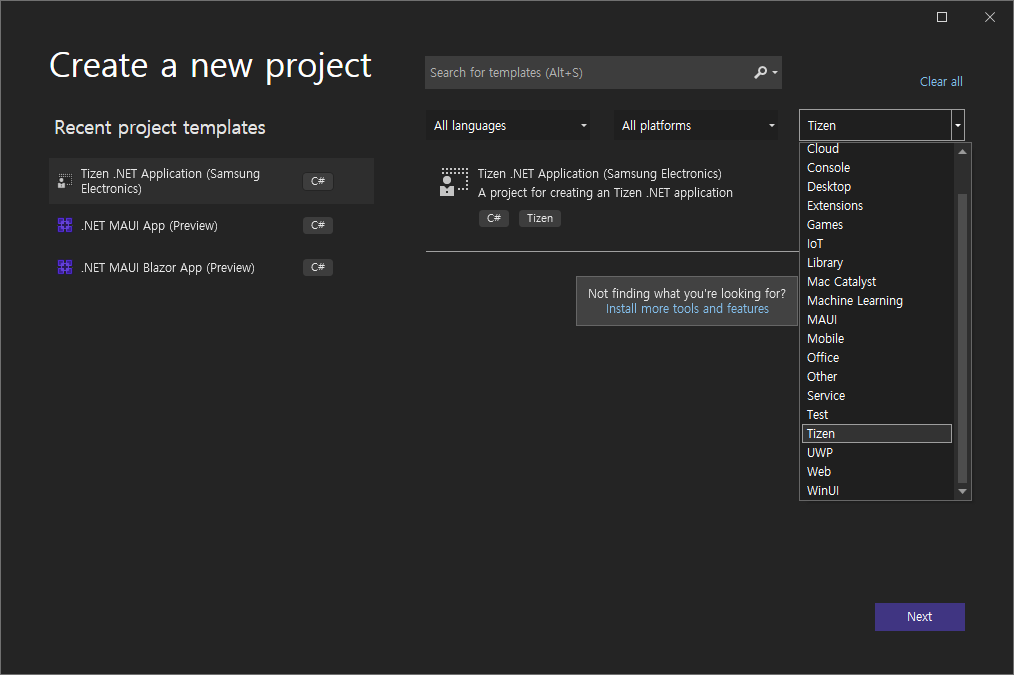 Create a new project
Search for templates (Alt+S)
Clear all
Recent project templates
All languages
All platforms
Tizen
Tizen .NET Application (Samsung
Electronics)
C#
.NET MAUI App (Preview)
C#
.NET MAUI Blazor App (Preview)
C#
Tizen .NET Application (Samsung Electronics)
A project for creating an Tizen .NET application
C#
Tizen
Not finding what you're looking for?
Install more tools and features
Cloud
Console
Desktop
Extensions
Games
IoT
Library
Mac Catalyst
Machine Learning
MAUI
Mobile
Office
Other
Service
Test
Tizen
UWP
Web
WinUI
Next